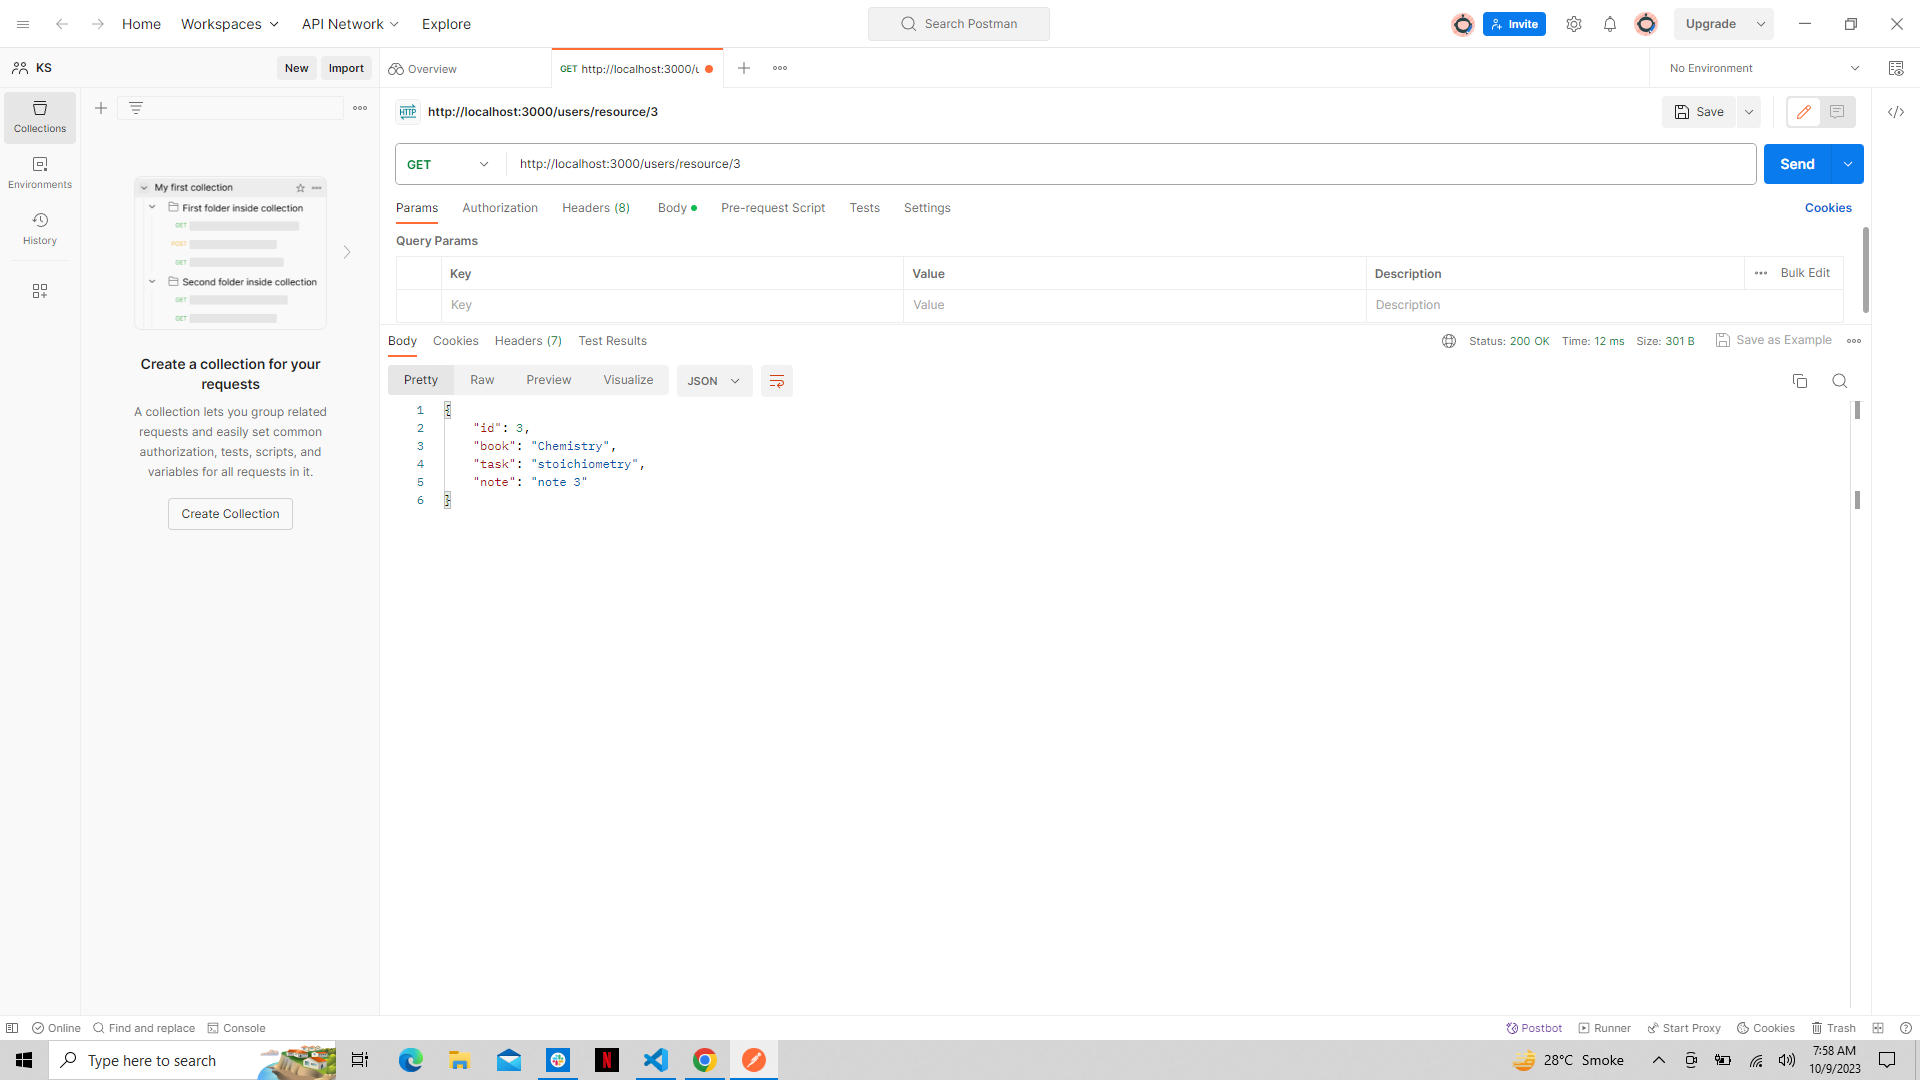 Home
Workspaces
API Network
Explore
Search Postman
Invite
Upgrade
KS
New
Import
Overview
GET http://localhost:3000/u
No Environment
Collections
Environments
History
My first collection
First folder inside collection
GET
POST
GET
Second folder inside collection
GET
GET
Create a collection for your
requests
A collection lets you group related
requests and easily set common
authorization, tests, scripts, and
variables for all requests in it.
Create Collection
HTTP
http://localhost:3000/users/resource/3
Save
GET
http://localhost:3000/users/resource/3
Send
Params
Authorization
Headers (8)
Body
Pre-request Script
Tests
Settings
Cookies
Query Params
Key
Value
Description
Bulk Edit
Key
Value
Description
Body
Cookies
Headers (7)
Test Results
Status: 200 OK
Time: 12 ms
Size: 301 B
Save as Example
Pretty
Raw
Preview
Visualize
JSON
1 {
2 "id": 3,
3 "book": "Chemistry",
4 "task": "stoichiometry",
5 "note": "note 3"
6 }
Online
Find and replace
Console
Postbot
Runner
Start Proxy
Cookies
Trash
Type here to search
N
28°C Smoke
7:58 AM
10/9/2023